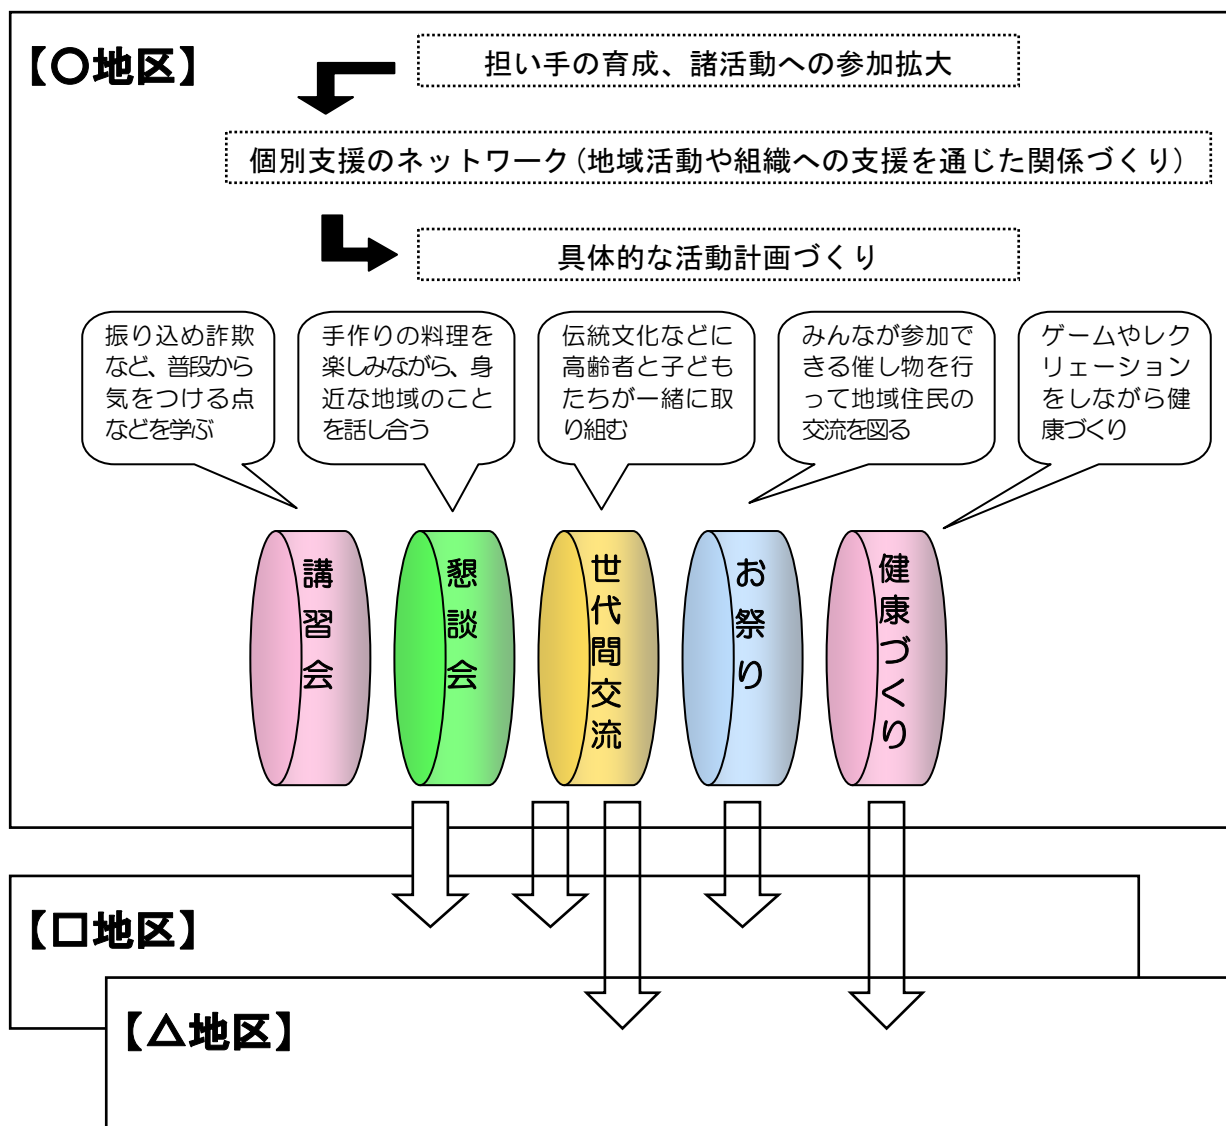 【○地区】
担い手の育成、諸活動への参加拡大
個別支援のネットワーク(地域活動や組織への支援を通じた関係づくり)
具体的な活動計画づくり
振り込め詐欺
など、普段から
気をつける点
などを学ぶ
手作りの料理を
楽しみながら、身
近な地域のこと
を話し合う
伝統文化などに
高齢者と子ども
たちが一緒に取
り組む
みんなが参加で
きる催し物を行
って地域住民の
交流を図る
ゲームやレク
リェーション
をしながら健
康づくり
講習会
懇談会
世代間交流
お祭り
健康づくり
【□地区】
【△地区】